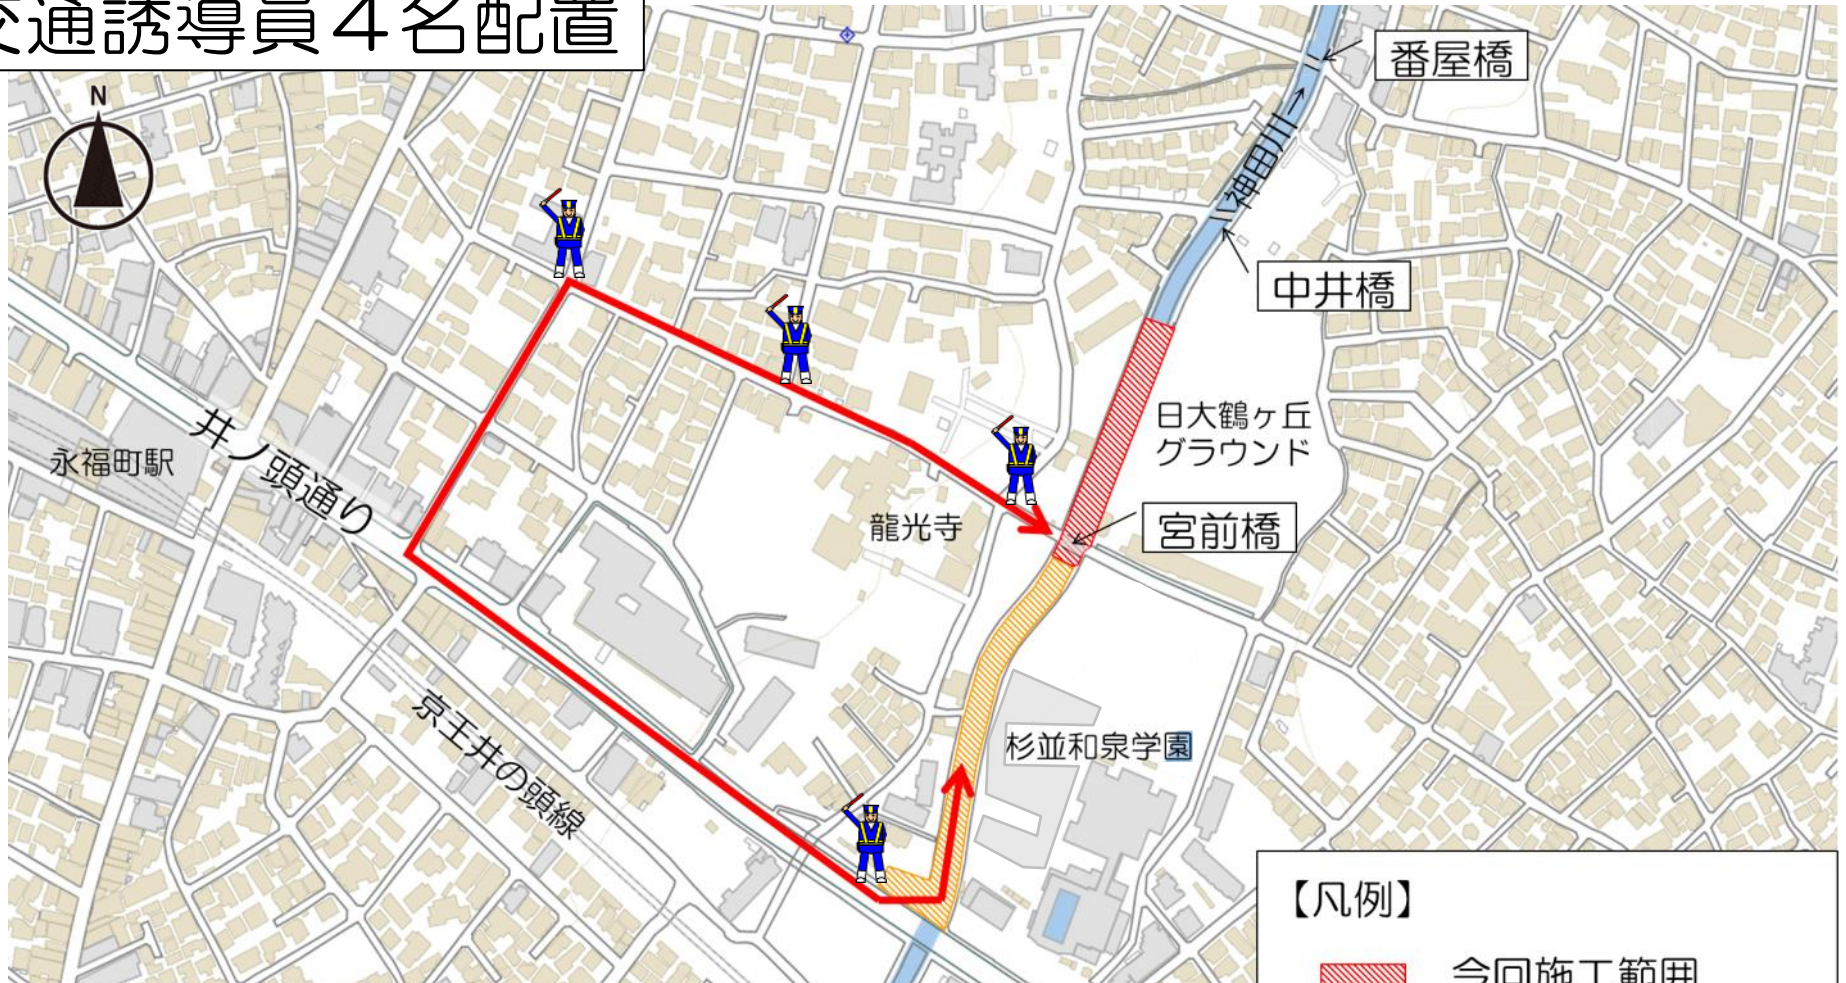 交通誘導員４名配置
番屋橋
N
神田川
中井橋
日大鶴ヶ丘
グラウンド
井ノ頭通り
永福町駅
龍光寺
宮前橋
京王井の頭線
杉並和泉学園
【凡例】
今回施工範囲